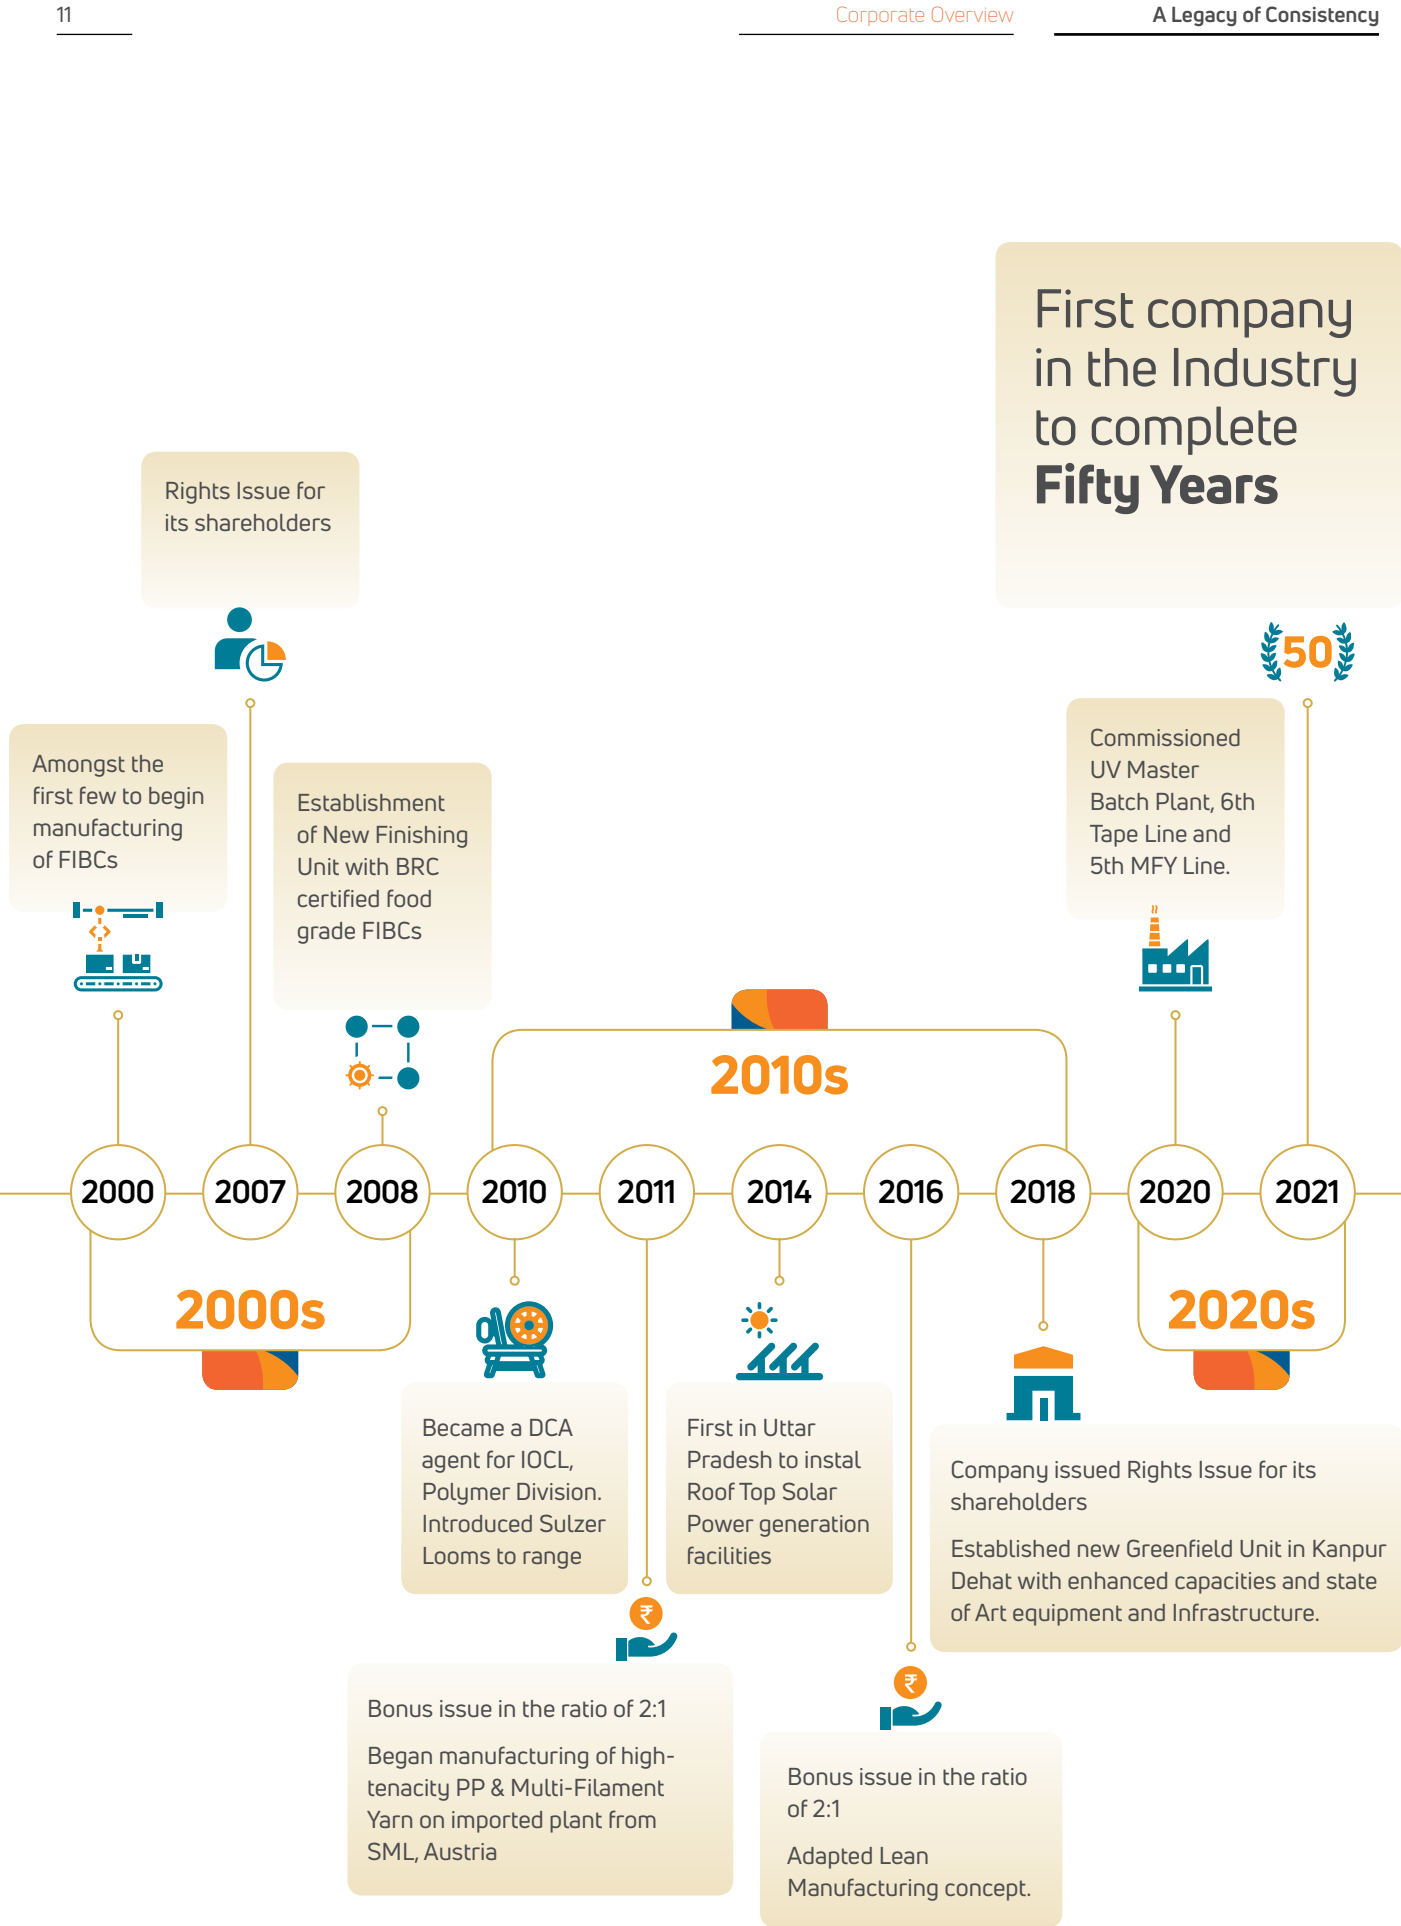 11
Corporate Overview
A Legacy of Consistency
First company
in the Industry
to complete
Fifty Years
50
Rights Issue for
its shareholders
Amongst the
first few to begin
manufacturing
of FIBCs
Establishment
of New Finishing
Unit with BRC
certified food
grade FIBCs
Commissioned
UV Master
Batch Plant, 6th
Tape Line and
5th MFY Line.
2010s
2000
2007
2008
2010
2011
2014
2016
2018
2020
2021
2000s
2020s
Became a DCA
agent for IOCL,
Polymer Division.
Introduced Sulzer
Looms to range
First in Uttar
Pradesh to instal
Roof Top Solar
Power generation
facilities
Company issued Rights Issue for its
shareholders
Established new Greenfield Unit in Kanpur
Dehat with enhanced capacities and state
of Art equipment and Infrastructure.
₹
Bonus issue in the ratio of 2:1
Began manufacturing of high-
tenacity PP & Multi-Filament
Yarn on imported plant from
SML, Austria
₹
Bonus issue in the ratio
of 2:1
Adapted Lean
Manufacturing concept.